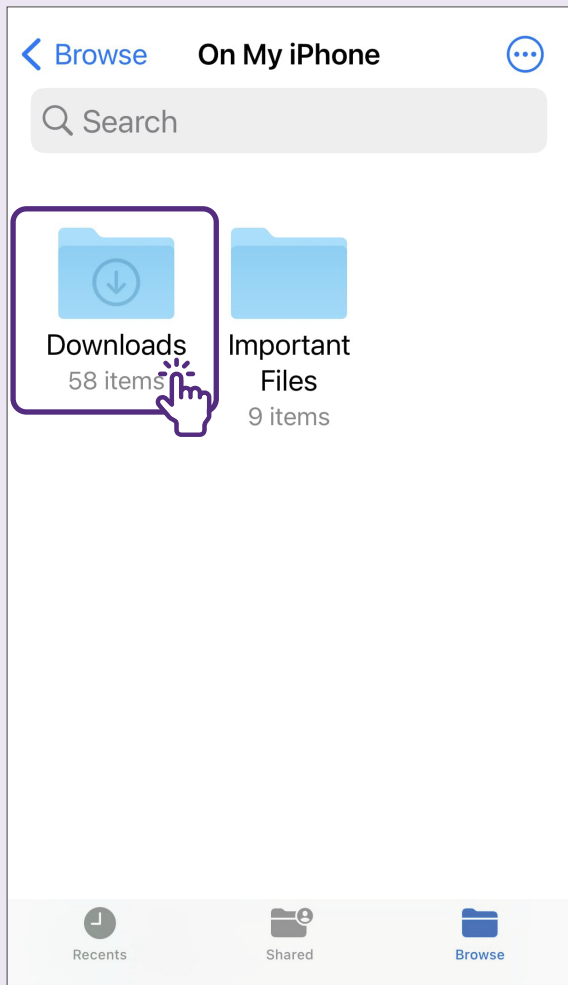 Browse
On My iPhone
Search
Downloads
58 items
Important
Files
9 items
Recents
Shared
Browse